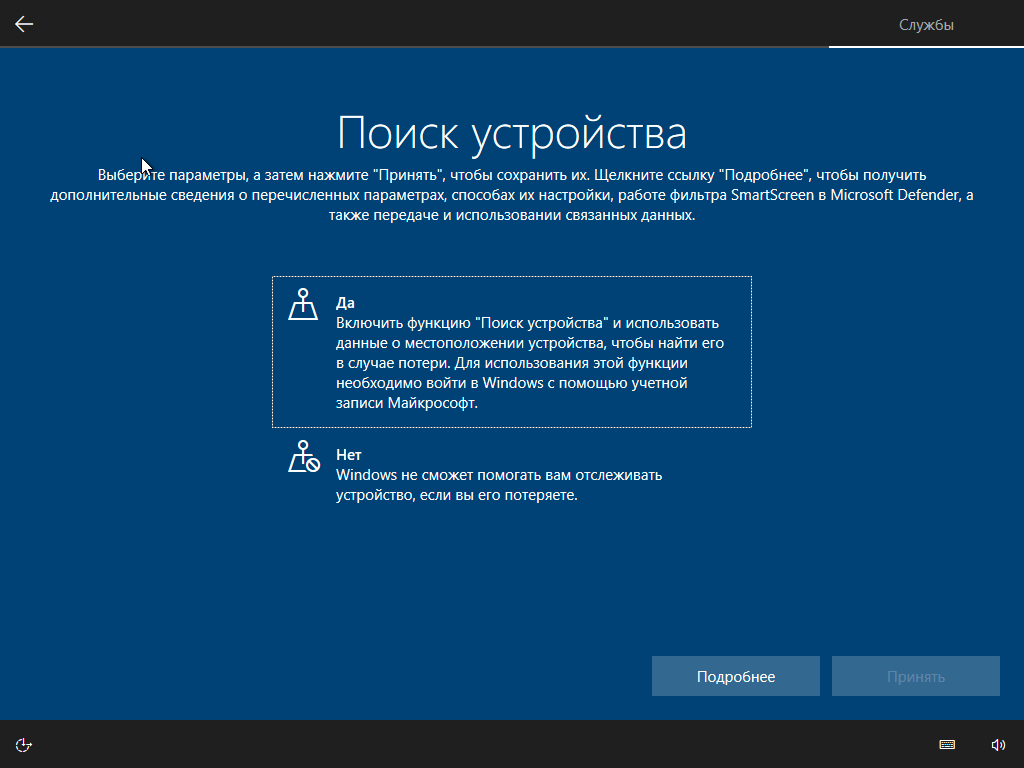 Службы
Поиск устройства
Выберите параметры, а затем нажмите "Принять", чтобы сохранить их. Щелкните ссылку "Подробнее", чтобы получить
дополнительные сведения о перечисленных параметрах, способах их настройки, работе фильтра SmartScreen в Microsoft Defender, а
также передаче и использовании связанных данных.
Да
Включить функцию "Поиск устройства" и использовать
данные о местоположении устройства, чтобы найти его
в случае потери. Для использования этой функции
необходимо войти в Windows с помощью учетной
записи Майкрософт.
Нет
Windows не сможет помогать вам отслеживать
устройство, если вы его потеряете.
Подробнее
Принять